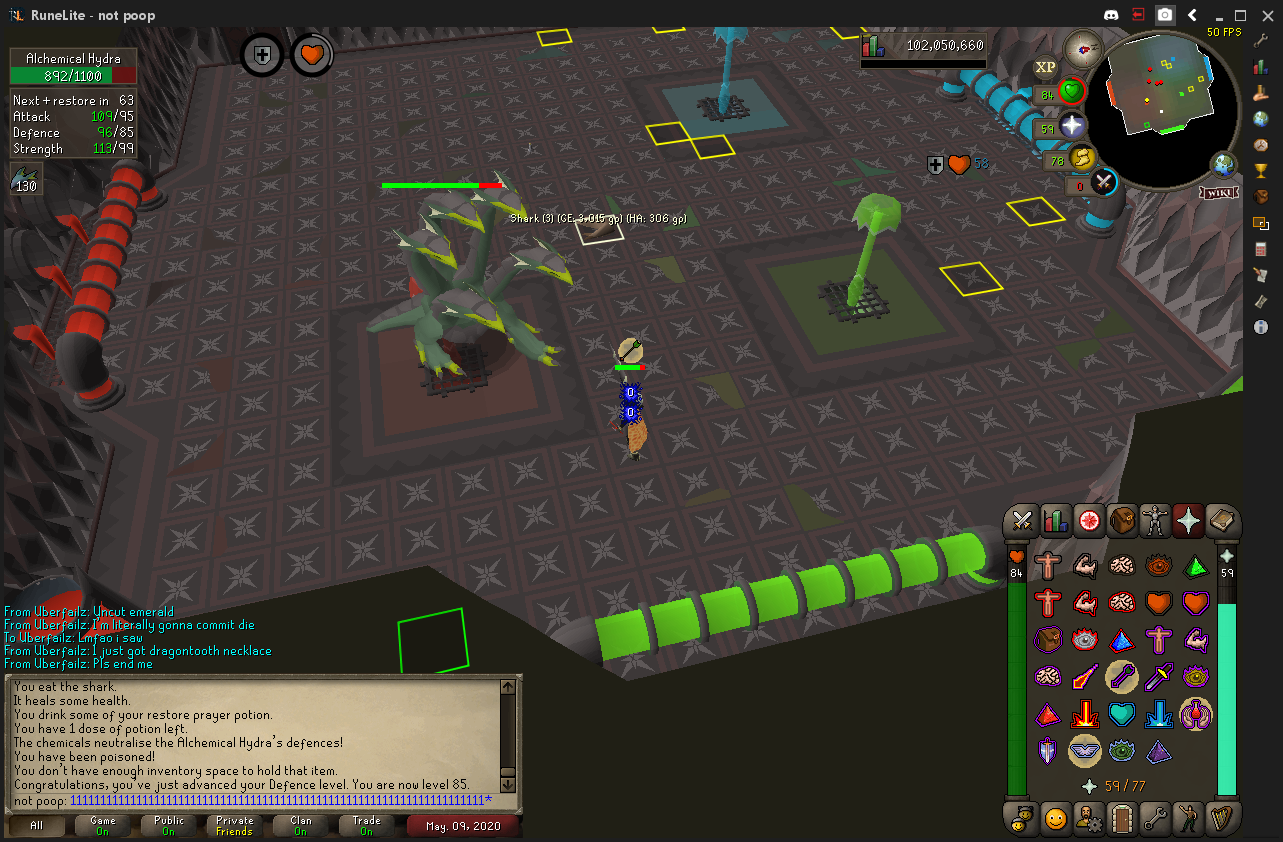 RuneLite - not poop
50 FPS
Alchemical Hydra
892/1100
Next + restore in 63
Attack 109/95
Defence 96/85
Strength 113/99
130
102,050,660
XP
84
59
78
0
WIKI
58
Shark (3) (GE: 3,015 gp) (HA: 306 gp)
0
0
84
59
59 / 77
From Uberfailz: Uncut emerald
From Uberfailz: I'm literally gonna commit die
To Uberfailz: Lmfao i saw
From Uberfailz: I just got dragontooth necklace
From Uberfailz: Pls end me
You eat the shark.
It heals some health.
You drink some of your restore prayer potion.
You have 1 dose of potion left.
The chemicals neutralise the Alchemical Hydra's defences!
You have been poisoned!
You don't have enough inventory space to hold that item.
Congratulations, you've just advanced your Defence level. You are now level 85.
not poop:
All
Game
On
Public
On
Private
Friends
Clan
On
Trade
On
May. 09, 2020